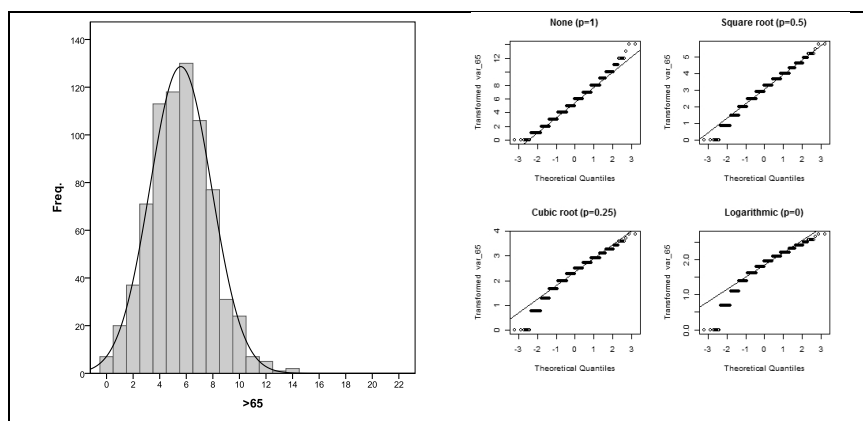 140
120
100
80
60
40
20
0
Freq.
0 2 4 6 8 10 12 14 16 18 20 22
>65
None (p=1)
Transformed var_65
0 2 4 6 8 12
-3 -2 -1 0 1 2 3
Theoretical Quantiles
Square root (p=0.5)
Transformed var_65
0 1 2 3 4 5 6
-3 -2 -1 0 1 2 3
Theoretical Quantiles
Cubic root (p=0.25)
Transformed var_65
0 1 2 3 4
-3 -2 -1 0 1 2 3
Theoretical Quantiles
Logarithmic (p=0)
Transformed var_65
0.0 1.0 2.0
-3 -2 -1 0 1 2 3
Theoretical Quantiles